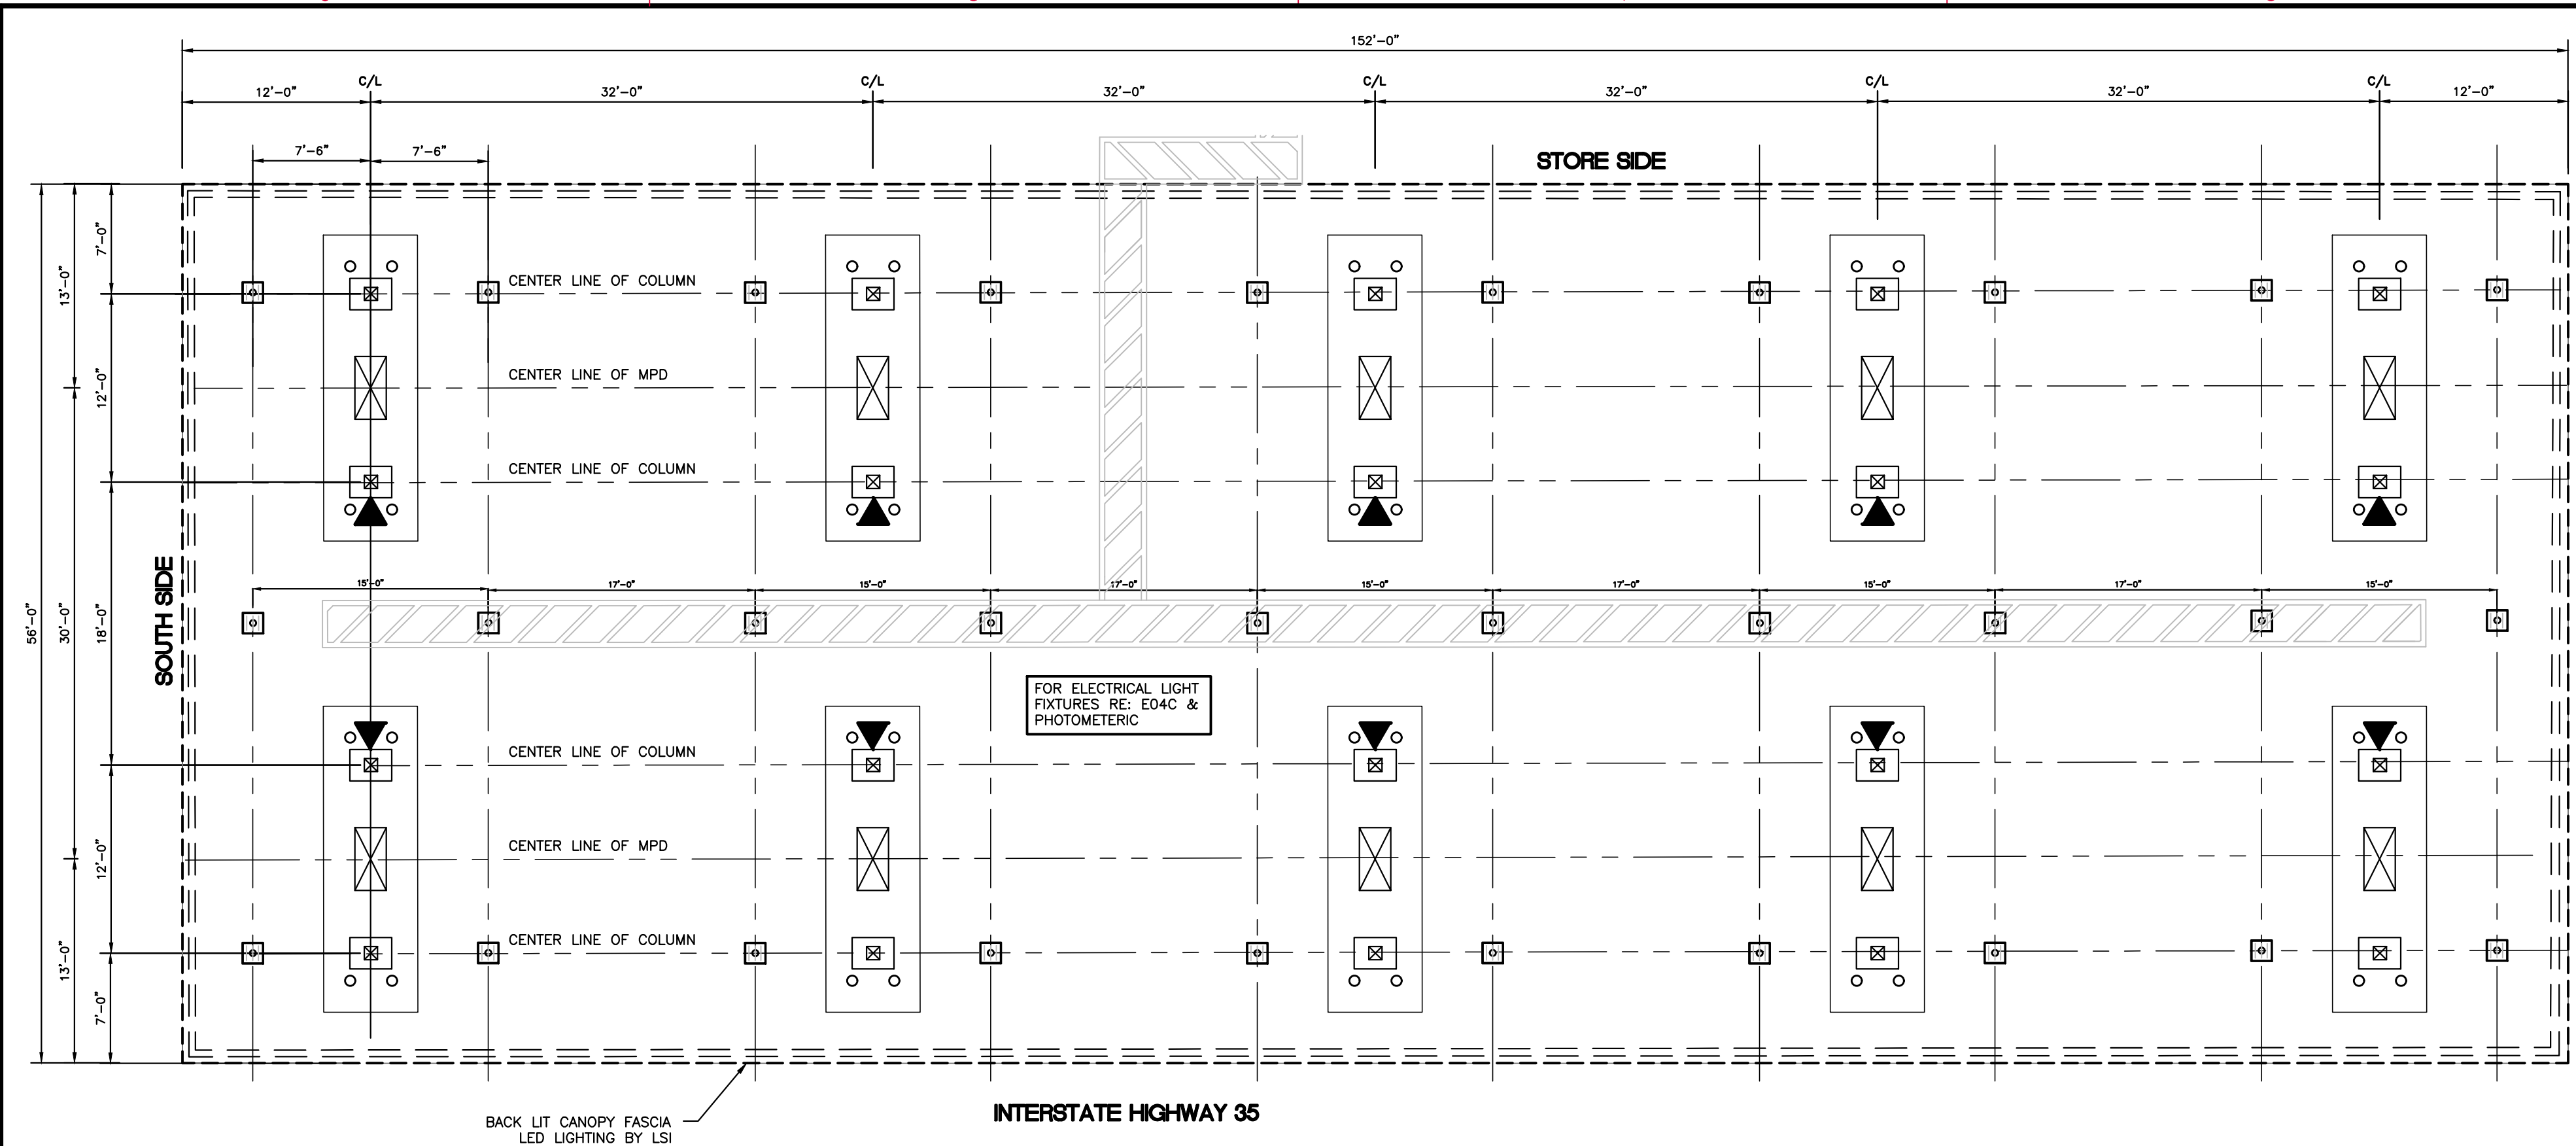 152'-0"
C/L C/L C/L C/L C/L
12'-0" 32'-0" 32'-0" 32'-0" 32'-0" 12'-0"
7'-6" 7'-6"
STORE SIDE
7'-0"
13'-0"
CENTER LINE OF COLUMN
12'-0"
CENTER LINE OF MPD
CENTER LINE OF COLUMN
15'-0" 17'-0" 15'-0" 17'-0" 15'-0" 17'-0" 15'-0" 17'-0" 15'-0"
SOUTH SIDE
56'-0"
30'-0"
18'-0"
FOR ELECTRICAL LIGHT
FIXTURES RE: E04C &
PHOTOMETERIC
CENTER LINE OF COLUMN
12'-0"
CENTER LINE OF MPD
CENTER LINE OF COLUMN
13'-0"
7'-0"
INTERSTATE HIGHWAY 35
BACK LIT CANOPY FASCIA
LED LIGHTING BY LSI